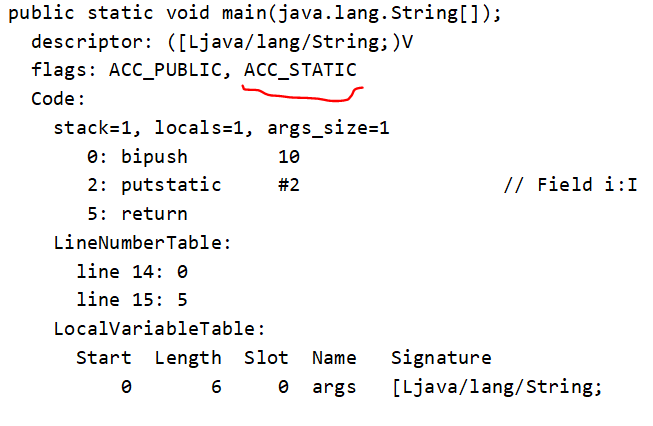 public static void main(java.lang.String[]);
descriptor: ([Ljava/lang/String;)V
flags: ACC_PUBLIC, ACC_STATIC
Code:
stack=1, locals=1, args_size=1
0: bipush 10
2: putstatic #2 // Field i:I
5: return
LineNumberTable:
line 14: 0
line 15: 5
LocalVariableTable:
Start Length Slot Name Signature
0 6 0 args [Ljava/lang/String;